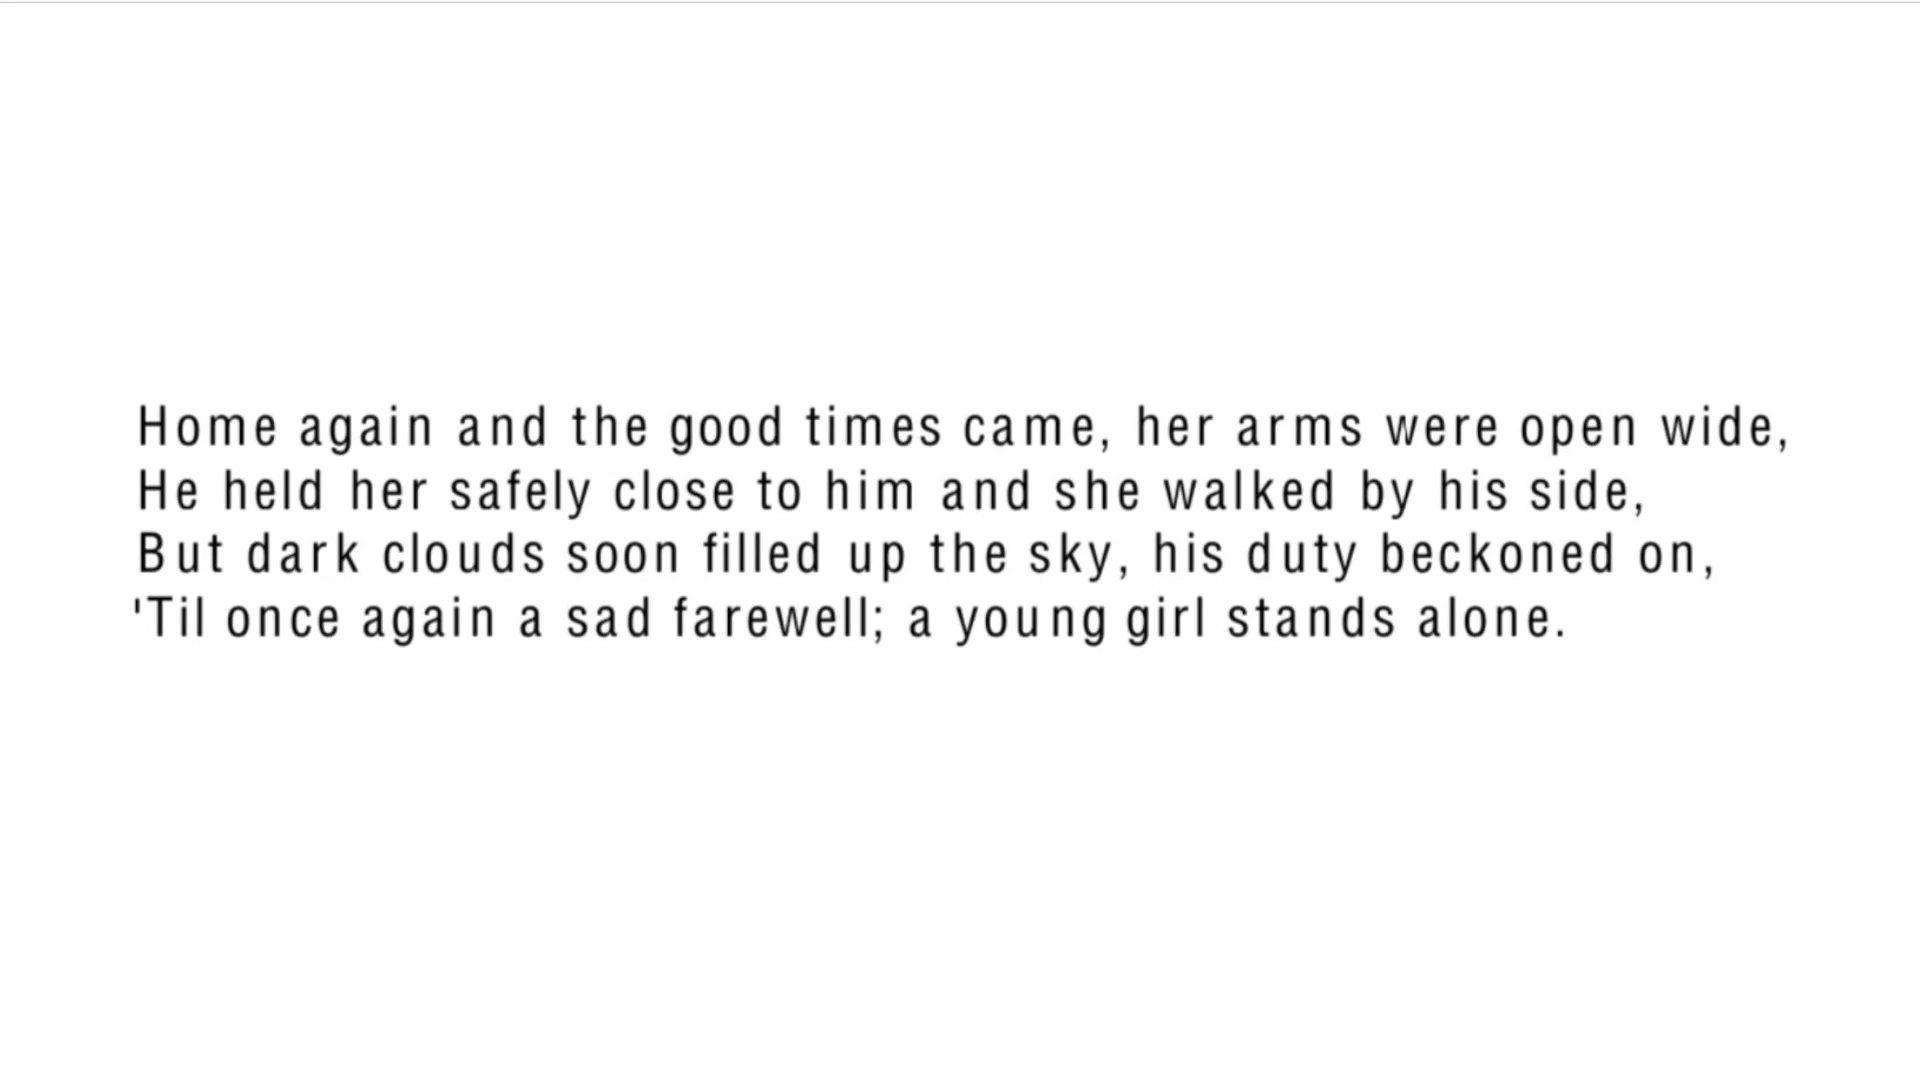 Home again and the good times came, her arms were open wide,
He held her safely close to him and she walked by his side,
But dark clouds soon filled up the sky, his duty beckoned on,
'Til once again a sad farewell; a young girl stands alone.